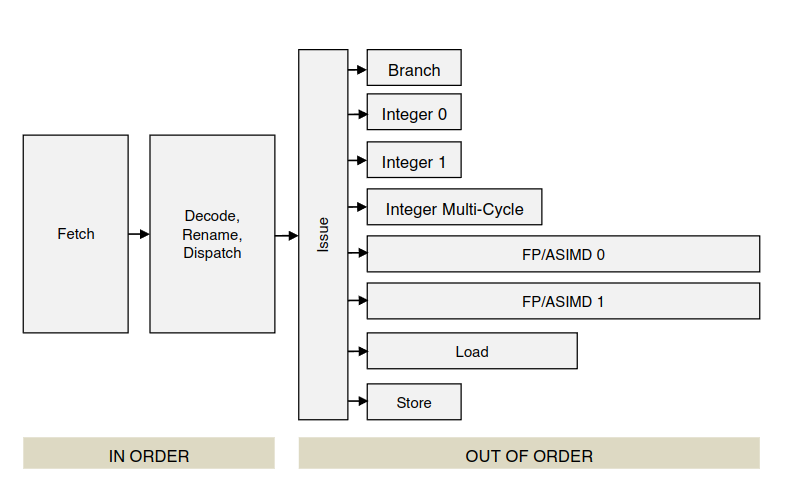 Fetch
Decode,
Rename,
Dispatch
Issue
Branch
Integer 0
Integer 1
Integer Multi-Cycle
FP/ASIMD 0
FP/ASIMD 1
Load
Store
IN ORDER
OUT OF ORDER